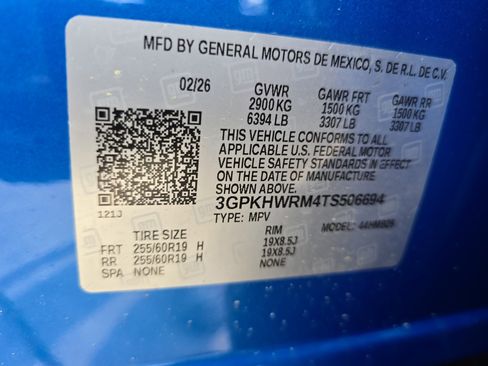 MFD BY GENERAL MOTORS DE MEXICO, S. DE R.L. DE C.V.
02/26 GVWR GAWR FRT GAWR RR
2900 KG 1500 KG 1500 KG
6394 LB 3307 LB 3307 LB
THIS VEHICLE CONFORMS TO ALL
APPLICABLE U.S. FEDERAL MOTOR
VEHICLE SAFETY STANDARDS IN EFFECT
ON THE DATE OF MANUFACTURE
SHOWN ABOVE.
3GPKHWRM4TS506694
121J TYPE: MPV MODEL:
TIRE SIZE RIM
FRT 255/60R19 H 19X8.5J
RR 255/60R19 H 19X8.5J
SPA NONE NONE